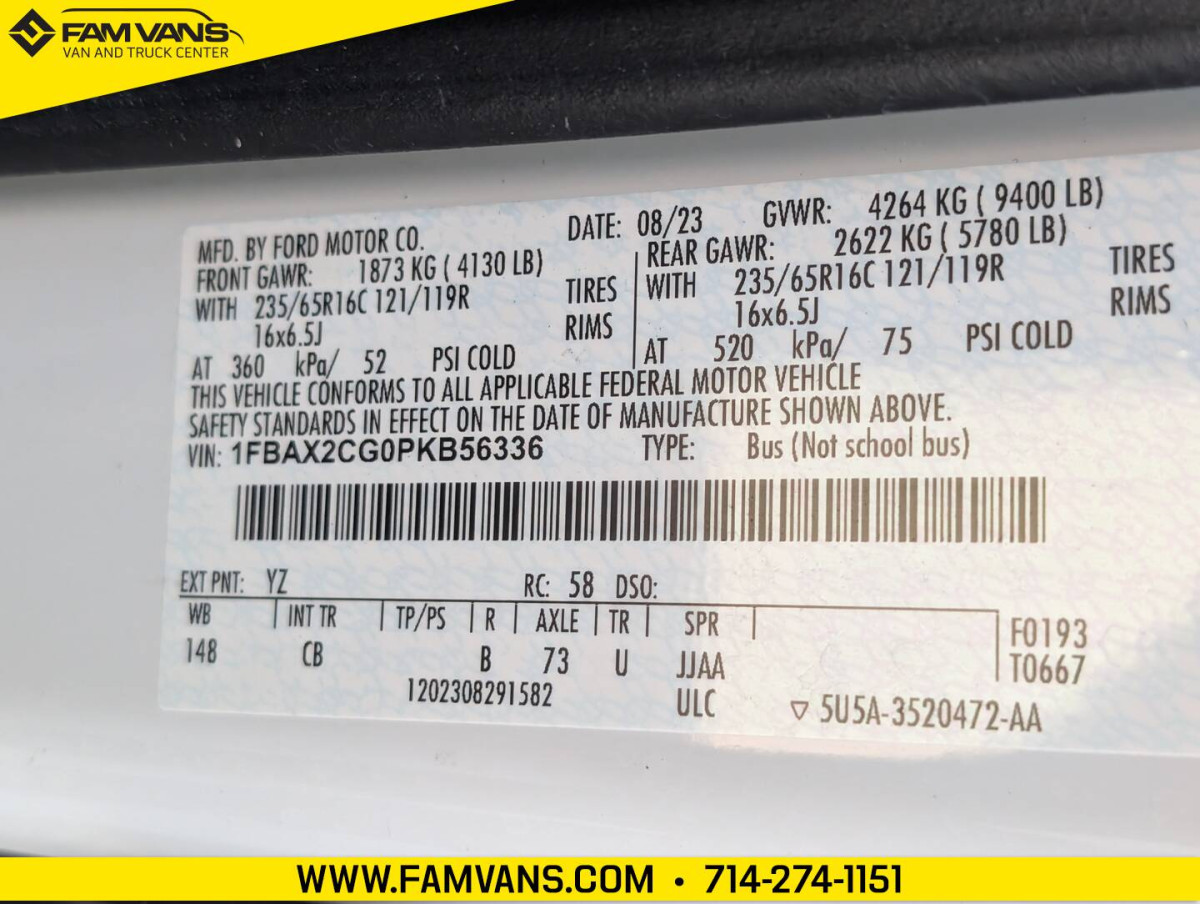 FAM VANS
VAN AND TRUCK CENTER
MFD. BY FORD MOTOR CO. DATE: 08/23 GVWR: 4264 KG ( 9400 LB)
FRONT GAWR: 1873 KG ( 4130 LB) REAR GAWR: 2622 KG ( 5780 LB)
WITH 235/65R16C 121/119R TIRES WITH 235/65R16C 121/119R TIRES
16x6.5J RIMS 16x6.5J RIMS
AT 360 kPa/ 52 PSI COLD AT 520 kPa/ 75 PSI COLD
THIS VEHICLE CONFORMS TO ALL APPLICABLE FEDERAL MOTOR VEHICLE
SAFETY STANDARDS IN EFFECT ON THE DATE OF MANUFACTURE SHOWN ABOVE.
VIN: 1FBAX2CG0PKB56336 TYPE: Bus (Not school bus)
EXT PNT: YZ RC: 58 DSO:
WB INT TR TP/PS R AXLE TR SPR F0193
148 CB B 73 U JJAA T0667
1202308291582 ULC ▽ 5U5A-3520472-AA
WWW.FAMVANS.COM • 714-274-1151